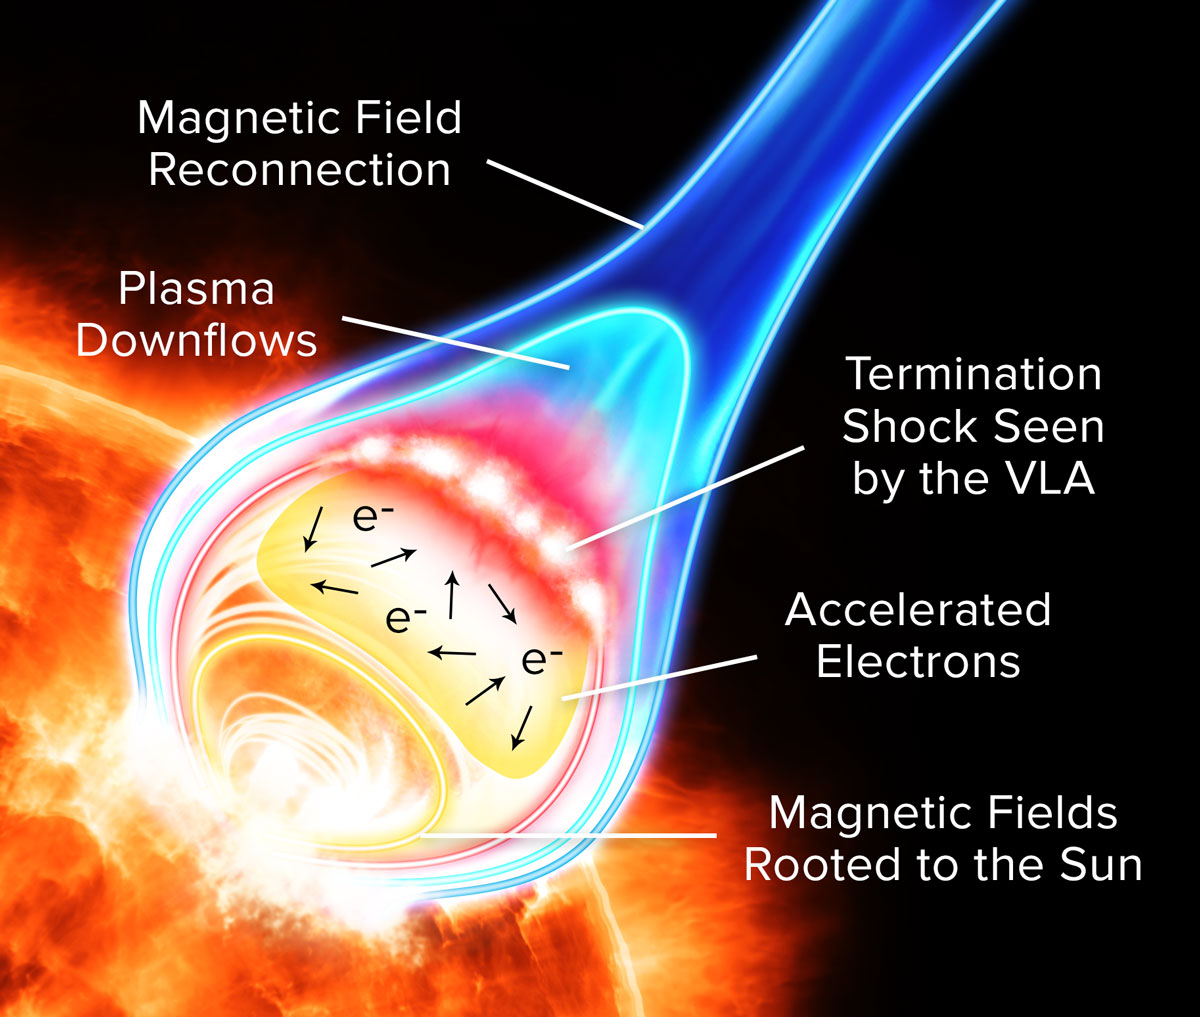 Magnetic Field
Reconnection
Plasma
Downflows
Termination
Shock Seen
by the VLA
e-
e-
e-
Accelerated
Electrons
Magnetic Fields
Rooted to the Sun